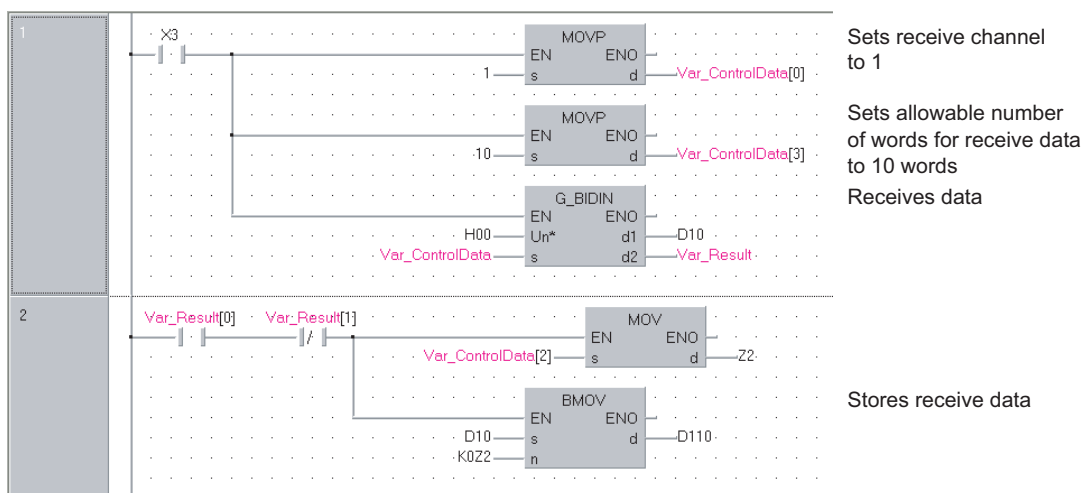 1
X3
MOVP
EN ENO
1 s d Var_ControlData[0]
Sets receive channel
to 1
MOVP
EN ENO
10 s d Var_ControlData[3]
Sets allowable number
of words for receive data
to 10 words
G_BIDIN
EN ENO
H00 Un* d1 D10
Var_ControlData s d2 Var_Result
Receives data
2
Var_Result[0] Var_Result[1]
MOV
EN ENO
Var_ControlData[2] s d Z2
BMOV
EN ENO
D10 s d D110
K0Z2 n
Stores receive data